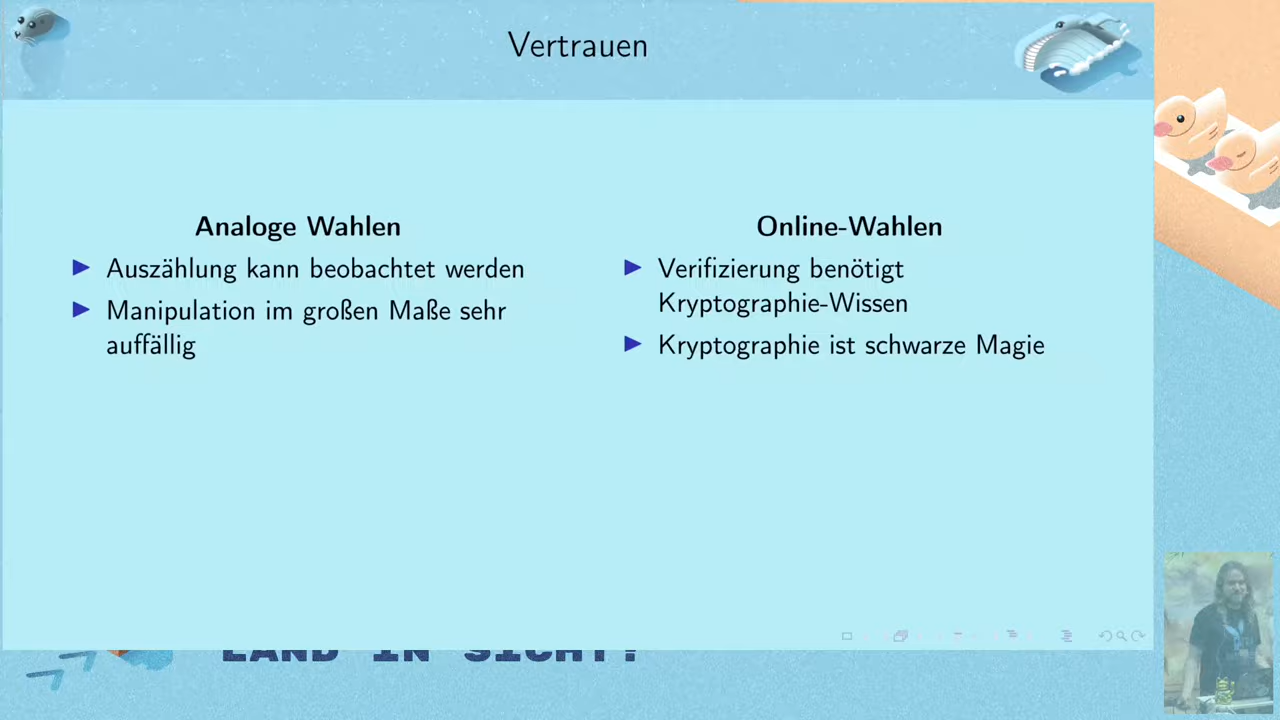 Vertrauen
Analoge Wahlen
Auszählung kann beobachtet werden
Manipulation im großen Maße sehr
auffällig
Online-Wahlen
Verifizierung benötigt
Kryptographie-Wissen
Kryptographie ist schwarze Magie
LAND IN SICHT!